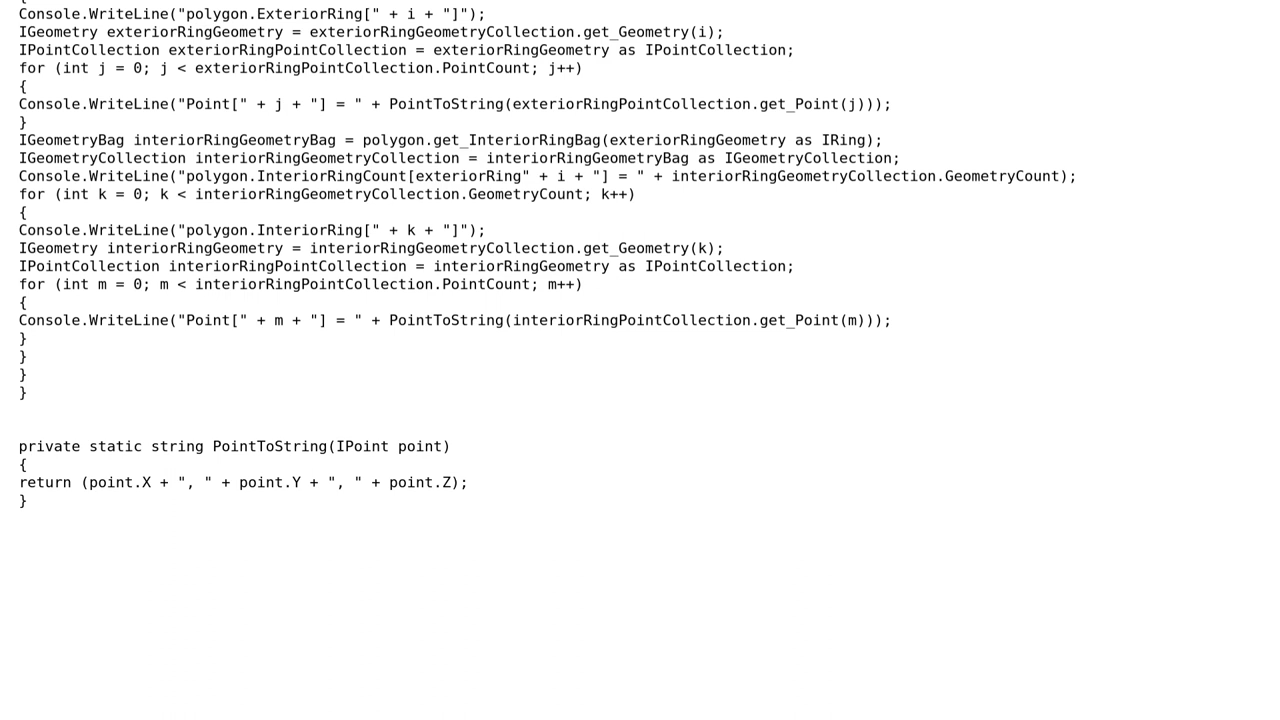 {
Console.WriteLine("polygon.ExteriorRing[" + i + "]");
IGeometry exteriorRingGeometry = exteriorRingGeometryCollection.get_Geometry(i);
IPointCollection exteriorRingPointCollection = exteriorRingGeometry as IPointCollection;
for (int j = 0; j < exteriorRingPointCollection.PointCount; j++)
{
Console.WriteLine("Point[" + j + "] = " + PointToString(exteriorRingPointCollection.get_Point(j)));
}
IGeometryBag interiorRingGeometryBag = polygon.get_InteriorRingBag(exteriorRingGeometry as IRing);
IGeometryCollection interiorRingGeometryCollection = interiorRingGeometryBag as IGeometryCollection;
Console.WriteLine("polygon.InteriorRingCount[exteriorRing" + i + "] = " + interiorRingGeometryCollection.GeometryCount);
for (int k = 0; k < interiorRingGeometryCollection.GeometryCount; k++)
{
Console.WriteLine("polygon.InteriorRing[" + k + "]");
IGeometry interiorRingGeometry = interiorRingGeometryCollection.get_Geometry(k);
IPointCollection interiorRingPointCollection = interiorRingGeometry as IPointCollection;
for (int m = 0; m < interiorRingPointCollection.PointCount; m++)
{
Console.WriteLine("Point[" + m + "] = " + PointToString(interiorRingPointCollection.get_Point(m)));
}
}
}
}
private static string PointToString(IPoint point)
{
return (point.X + ", " + point.Y + ", " + point.Z);
}